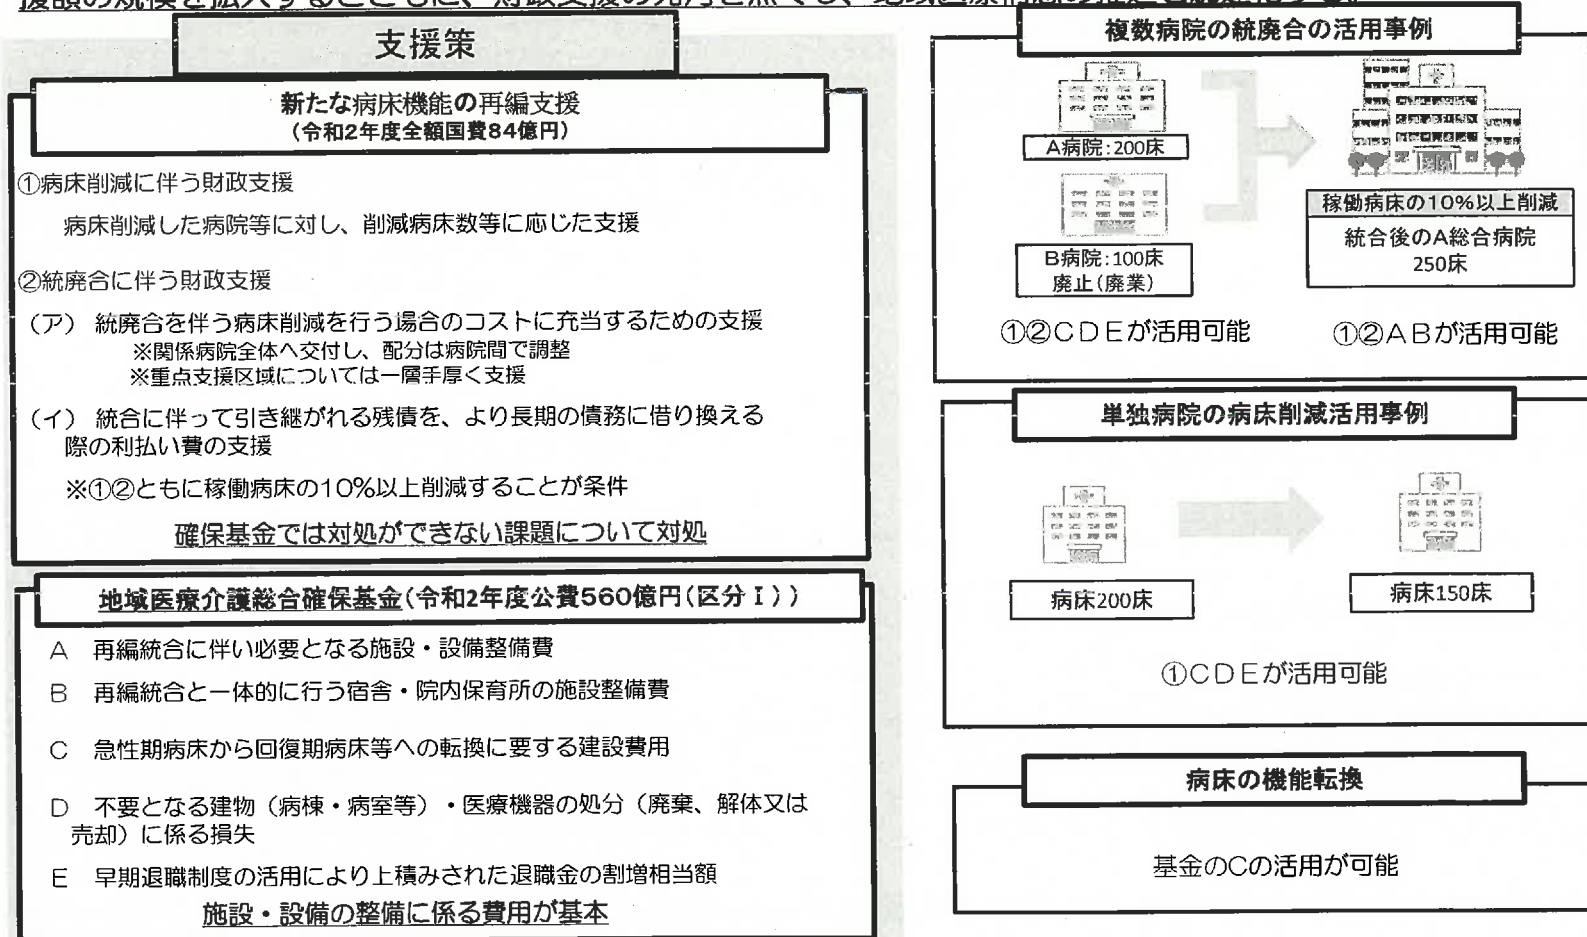 支援策
新たな病床機能の再編支援
(令和2年度全額国費84億円)
①病床削減に伴う財政支援
病床削減した病院等に対し、削減病床数等に応じた支援
②統廃合に伴う財政支援
(ア) 統廃合を伴う病床削減を行う場合のコストに充当するための支援
※関係病院全体へ交付し、配分は病院間で調整
※重点支援区域については一層手厚く支援
(イ) 統合に伴って引き継がれる残債を、より長期の債務に借り換える
際の利払い費の支援
※①②ともに稼働病床の10%以上削減することが条件
確保基金では対処ができない課題について対処
地域医療介護総合確保基金(令和2年度公費560億円(区分Ⅰ))
A 再編統合に伴い必要となる施設・設備整備費
B 再編統合と一体的に行う宿舎・院内保育所の施設整備費
C 急性期病床から回復期病床等への転換に要する建設費用
D 不要となる建物(病棟・病室等)・医療機器の処分(廃棄、解体又は
売却)に係る損失
E 早期退職制度の活用により上積みされた退職金の割増相当額
施設・設備の整備に係る費用が基本
複数病院の統廃合の活用事例
A病院:200床
B病院:100床
廃止(廃業)
①②CDEが活用可能
稼働病床の10%以上削減
統合後のA総合病院
250床
①②ABが活用可能
単独病院の病床削減活用事例
病床200床
病床150床
①CDEが活用可能
病床の機能転換
基金のCの活用が可能